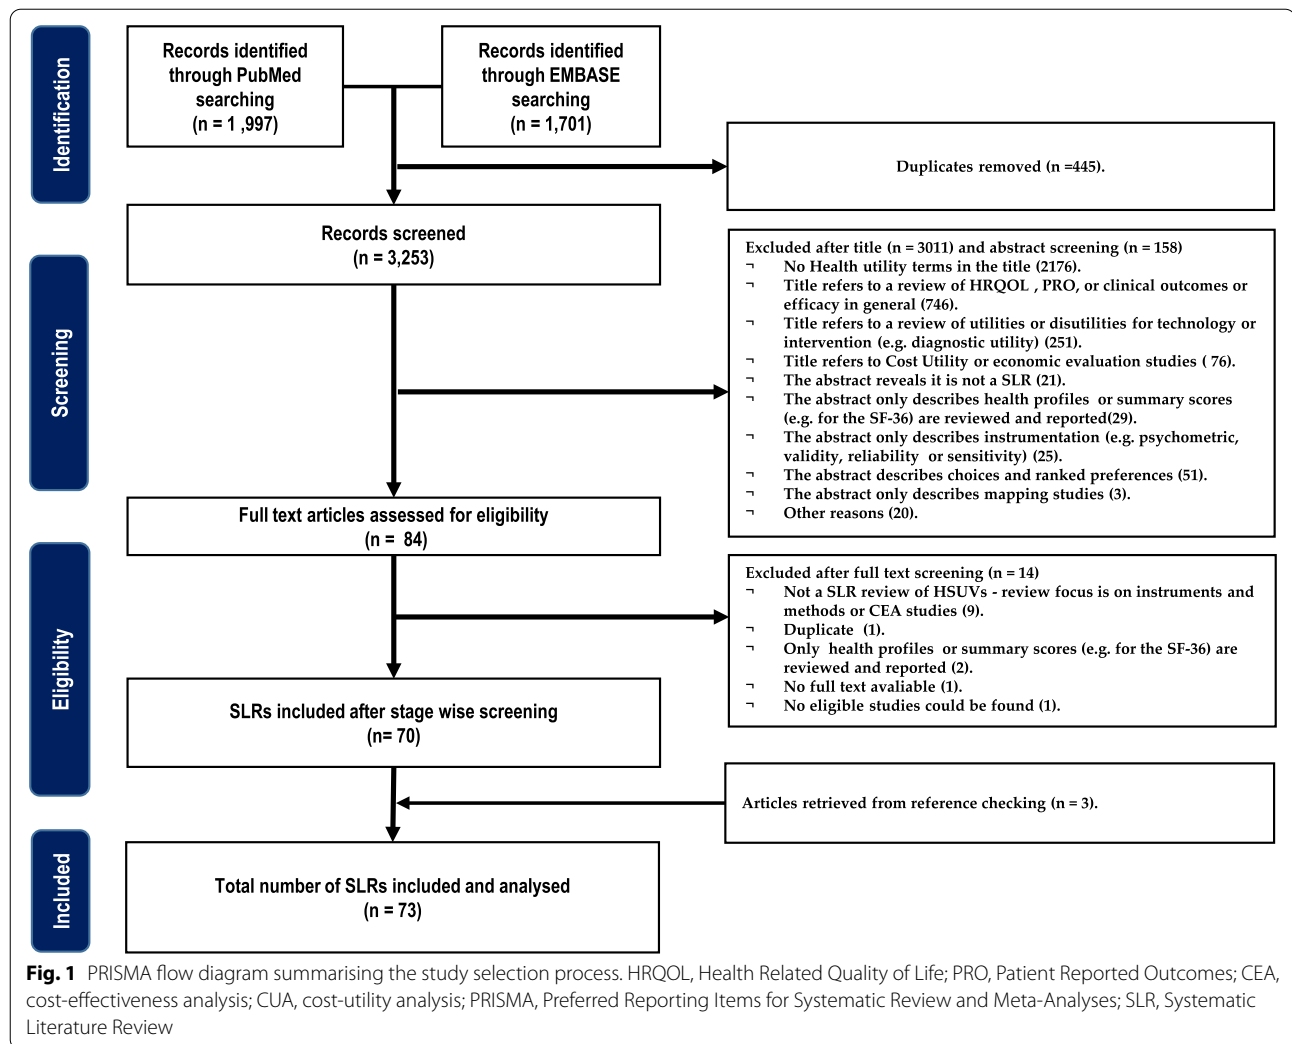 Identification
Records identified
through PubMed
searching
(n = 1 ,997)
Records identified
through EMBASE
searching
(n = 1,701)
Duplicates removed (n =445).
Screening
Records screened
(n = 3,253)
Excluded after title (n = 3011) and abstract screening (n = 158)
¬ No Health utility terms in the title (2176).
¬ Title refers to a review of HRQOL , PRO, or clinical outcomes or
efficacy in general (746).
¬ Title refers to a review of utilities or disutilities for technology or
intervention (e.g. diagnostic utility) (251).
¬ Title refers to Cost Utility or economic evaluation studies ( 76).
¬ The abstract reveals it is not a SLR (21).
¬ The abstract only describes health profiles or summary scores
(e.g. for the SF-36) are reviewed and reported(29).
¬ The abstract only describes instrumentation (e.g. psychometric,
validity, reliability or sensitivity) (25).
¬ The abstract describes choices and ranked preferences (51).
¬ The abstract only describes mapping studies (3).
¬ Other reasons (20).
Full text articles assessed for eligibility
(n = 84)
Eligibility
Excluded after full text screening (n = 14)
¬ Not a SLR review of HSUVs - review focus is on instruments and
methods or CEA studies (9).
¬ Duplicate (1).
¬ Only health profiles or summary scores (e.g. for the SF-36) are
reviewed and reported (2).
¬ No full text avaliable (1).
¬ No eligible studies could be found (1).
SLRs included after stage wise screening
(n= 70)
Articles retrieved from reference checking (n = 3).
Included
Total number of SLRs included and analysed
(n = 73)
Fig. 1 PRISMA flow diagram summarising the study selection process. HRQOL, Health Related Quality of Life; PRO, Patient Reported Outcomes; CEA,
cost-effectiveness analysis; CUA, cost-utility analysis; PRISMA, Preferred Reporting Items for Systematic Review and Meta-Analyses; SLR, Systematic
Literature Review